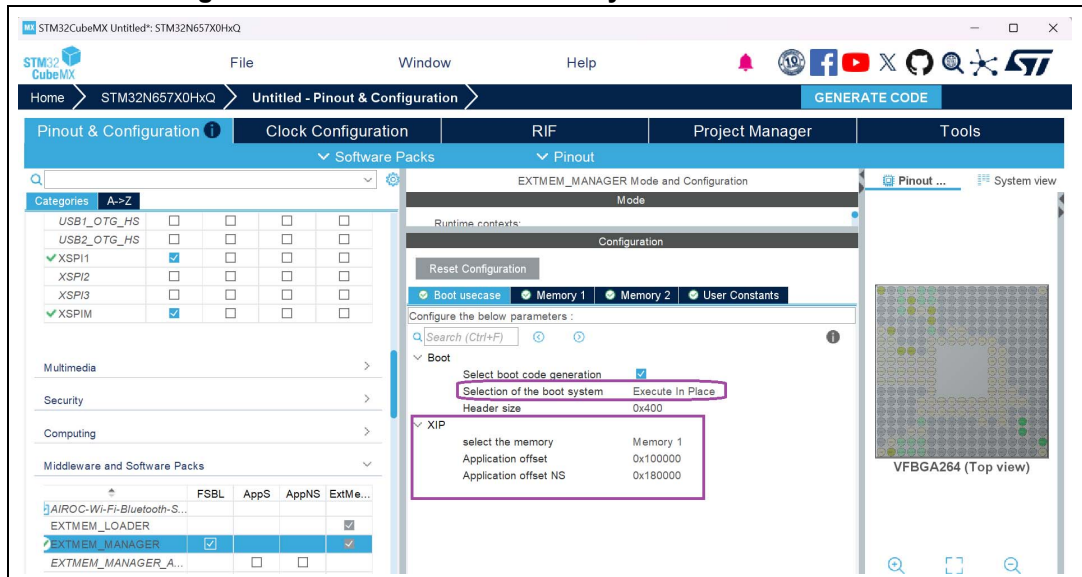 STM32CubeMX Untitled*: STM32N657X0HxQ
STM32 CubeMX
File
Window
Help
Home
STM32N657X0HxQ
Untitled - Pinout & Configuration
GENERATE CODE
Pinout & Configuration
Clock Configuration
RIF
Project Manager
Tools
Software Packs
Pinout
Categories A->Z
USB1_OTG_HS
USB2_OTG_HS
XSPI1
XSPI2
XSPI3
XSPIM
Multimedia
Security
Computing
Middleware and Software Packs
FSBL AppS AppNS ExtMe...
AIROC-Wi-Fi-Bluetooth-S...
EXTMEM_LOADER
EXTMEM_MANAGER
EXTMEM_MANAGER_A...
EXTMEM_MANAGER Mode and Configuration
Mode
Runtime contexts:
Configuration
Reset Configuration
Boot usecase
Memory 1
Memory 2
User Constants
Configure the below parameters :
Search (Ctrl+F)
Boot
Select boot code generation
Selection of the boot system Execute In Place
Header size 0x400
XIP
select the memory Memory 1
Application offset 0x100000
Application offset NS 0x180000
Pinout ...
System view
VFBGA264 (Top view)